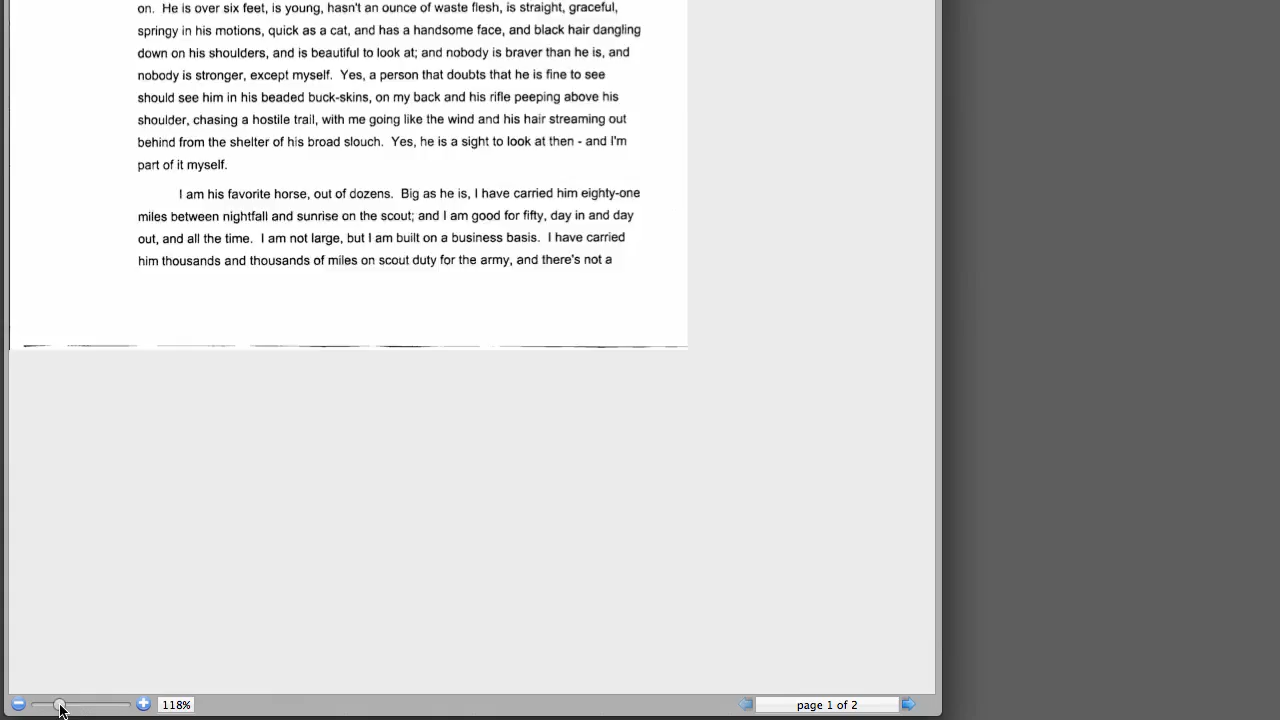 on.  He is over six feet, is young, hasn't an ounce of waste flesh, is straight, graceful,
springy in his motions, quick as a cat, and has a handsome face, and black hair dangling
down on his shoulders, and is beautiful to look at; and nobody is braver than he is, and
nobody is stronger, except myself.  Yes, a person that doubts that he is fine to see
should see him in his beaded buck-skins, on my back and his rifle peeping above his
shoulder, chasing a hostile trail, with me going like the wind and his hair streaming out
behind from the shelter of his broad slouch.  Yes, he is a sight to look at then - and I'm
part of it myself.
I am his favorite horse, out of dozens.  Big as he is, I have carried him eighty-one
miles between nightfall and sunrise on the scout; and I am good for fifty, day in and day
out, and all the time.  I am not large, but I am built on a business basis.  I have carried
him thousands and thousands of miles on scout duty for the army, and there's not a
118%
page 1 of 2